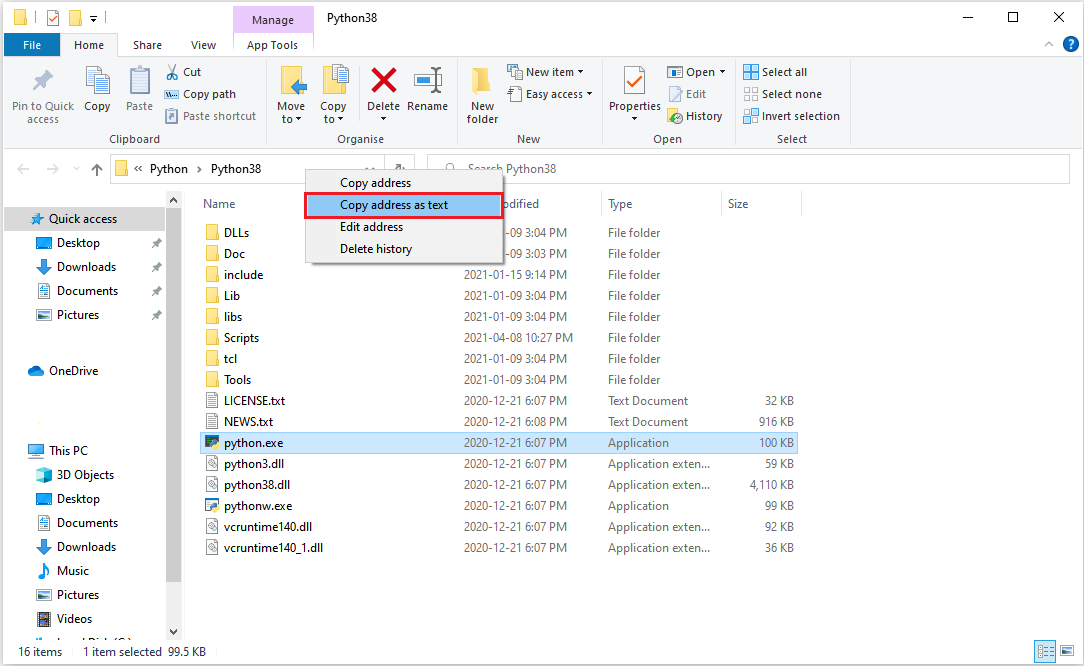 Manage
Python38
File
Home
Share
View
App Tools
Pin to Quick access
Copy
Paste
Cut
Copy path
Paste shortcut
Clipboard
Move to
Copy to
Delete
Rename
Organise
New folder
New item
Easy access
New
Properties
Open
Edit
History
Open
Select all
Select none
Invert selection
Select
« Python › Python38
Search Python38
Copy address
Copy address as text
Edit address
Delete history
Quick access
Desktop
Downloads
Documents
Pictures
OneDrive
This PC
3D Objects
Desktop
Documents
Downloads
Music
Pictures
Videos
Name Type Size
DLLs -09 3:04 PM File folder
Doc -09 3:03 PM File folder
include 2021-01-15 9:14 PM File folder
Lib 2021-01-09 3:04 PM File folder
libs 2021-01-09 3:04 PM File folder
Scripts 2021-04-08 10:27 PM File folder
tcl 2021-01-09 3:04 PM File folder
Tools 2021-01-09 3:04 PM File folder
LICENSE.txt 2020-12-21 6:07 PM Text Document 32 KB
NEWS.txt 2020-12-21 6:08 PM Text Document 916 KB
python.exe 2020-12-21 6:07 PM Application 100 KB
python3.dll 2020-12-21 6:07 PM Application exten... 59 KB
python38.dll 2020-12-21 6:07 PM Application exten... 4,110 KB
pythonw.exe 2020-12-21 6:07 PM Application 99 KB
vcruntime140.dll 2020-12-21 6:07 PM Application exten... 92 KB
vcruntime140_1.dll 2020-12-21 6:07 PM Application exten... 36 KB
16 items 1 item selected 99.5 KB